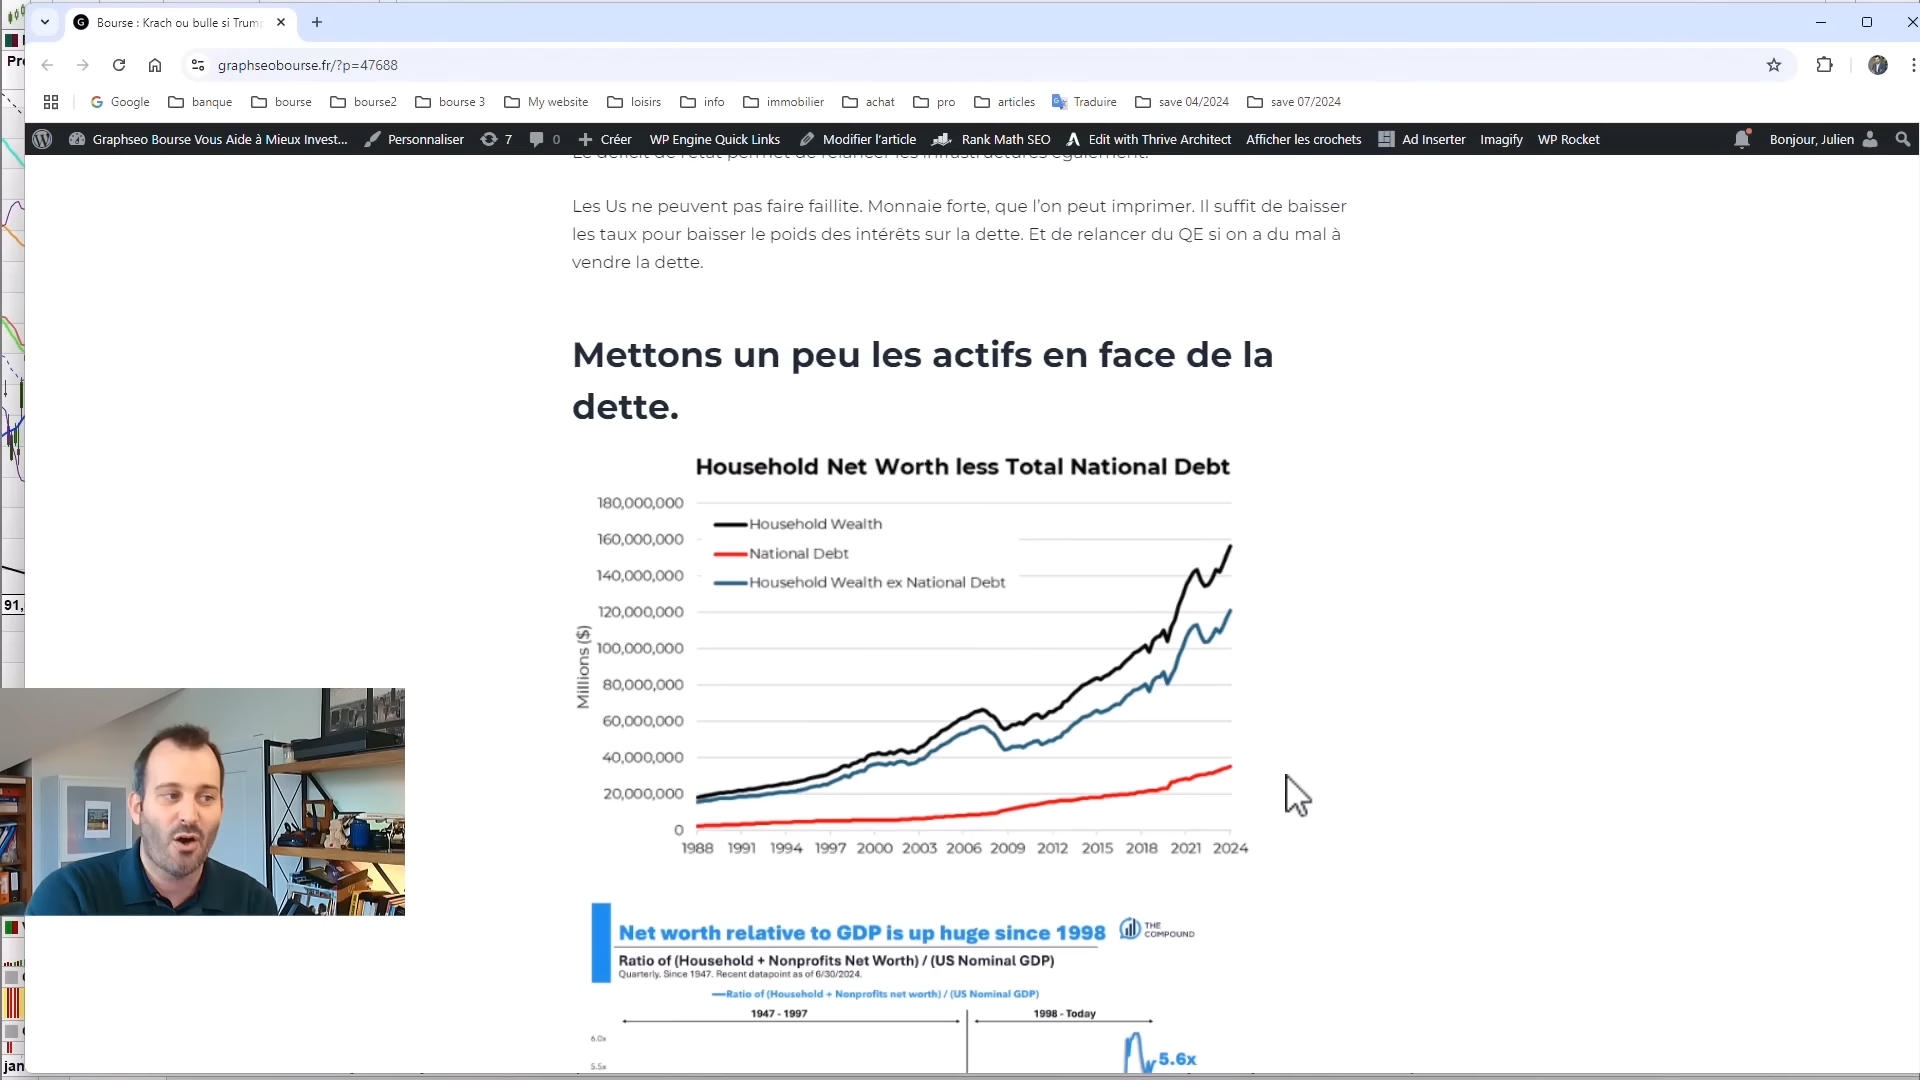 Bourse : Krach ou bulle si Trum
graphseobourse.fr/?p=47688
Google banque bourse bourse2 bourse 3 My website loisirs info immobilier achat pro articles Traduire save 04/2024 save 07/2024
Graphseo Bourse Vous Aide à Mieux Invest... Personnaliser 7 0 Créer WP Engine Quick Links Modifier l'article Rank Math SEO Edit with Thrive Architect Afficher les crochets Ad Inserter Imagify WP Rocket Bonjour, Julien
Le déficit de l'état permet de relancer les infrastructures également.
Les Us ne peuvent pas faire faillite. Monnaie forte, que l'on peut imprimer. Il suffit de baisser
les taux pour baisser le poids des intérêts sur la dette. Et de relancer du QE si on a du mal à
vendre la dette.
Mettons un peu les actifs en face de la
dette.
Household Net Worth less Total National Debt
180,000,000
160,000,000
140,000,000
120,000,000
100,000,000
80,000,000
60,000,000
40,000,000
20,000,000
0
Millions ($)
Household Wealth
National Debt
Household Wealth ex National Debt
1988 1991 1994 1997 2000 2003 2006 2009 2012 2015 2018 2021 2024
Net worth relative to GDP is up huge since 1998
THE
COMPOUND
Ratio of (Household + Nonprofits Net Worth) / (US Nominal GDP)
Quarterly. Since 1947. Recent datapoint as of 6/30/2024.
Ratio of (Household + Nonprofits net worth) / (US Nominal GDP)
1947 - 1997 1998 - Today
6.0x
5.6x
5.5x
Pr
91,
jan